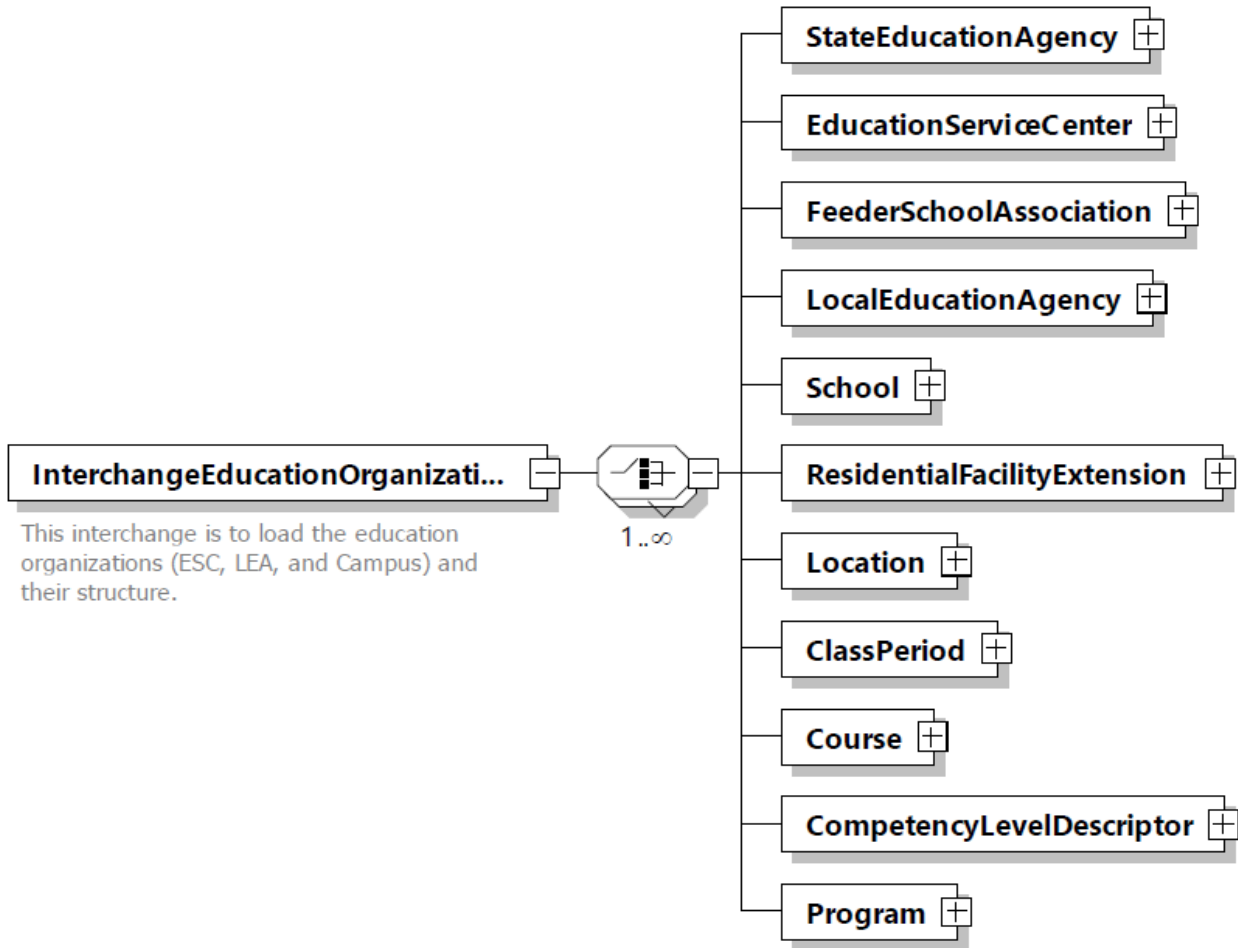 StateEducationAgency
EducationServiceCenter
FeederSchoolAssociation
LocalEducationAgency
School
InterchangeEducationOrganizati...
This interchange is to load the education
organizations (ESC, LEA, and Campus) and
their structure.
1..∞
ResidentialFacilityExtension
Location
ClassPeriod
Course
CompetencyLevelDescriptor
Program